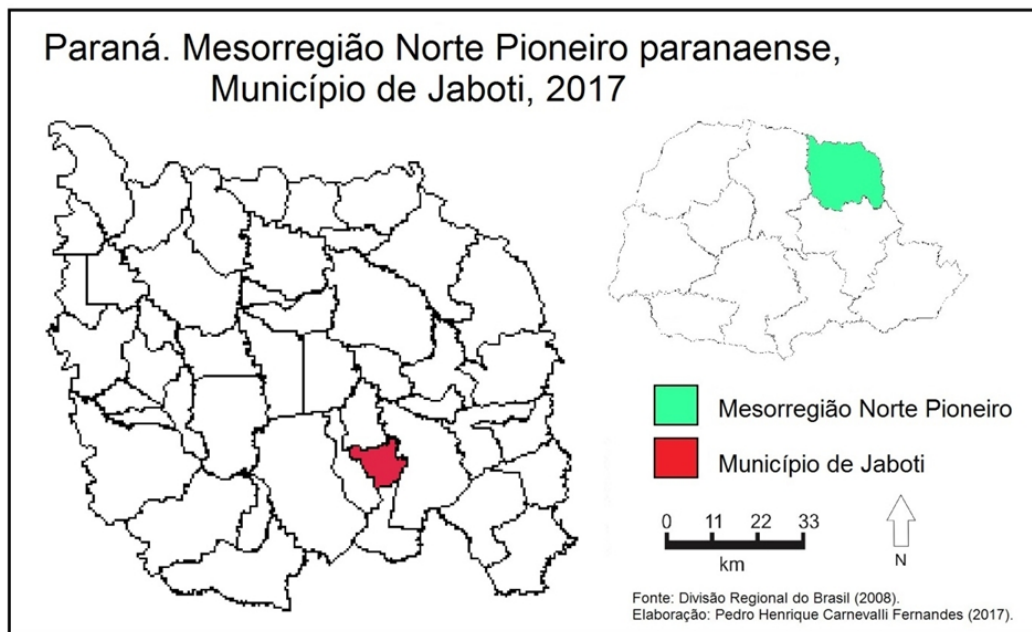 Paraná. Mesorregião Norte Pioneiro paranaense,
Município de Jaboti, 2017
Mesorregião Norte Pioneiro
Município de Jaboti
0 11 22 33
km
N
Fonte: Divisão Regional do Brasil (2008).
Elaboração: Pedro Henrique Carnevalli Fernandes (2017).